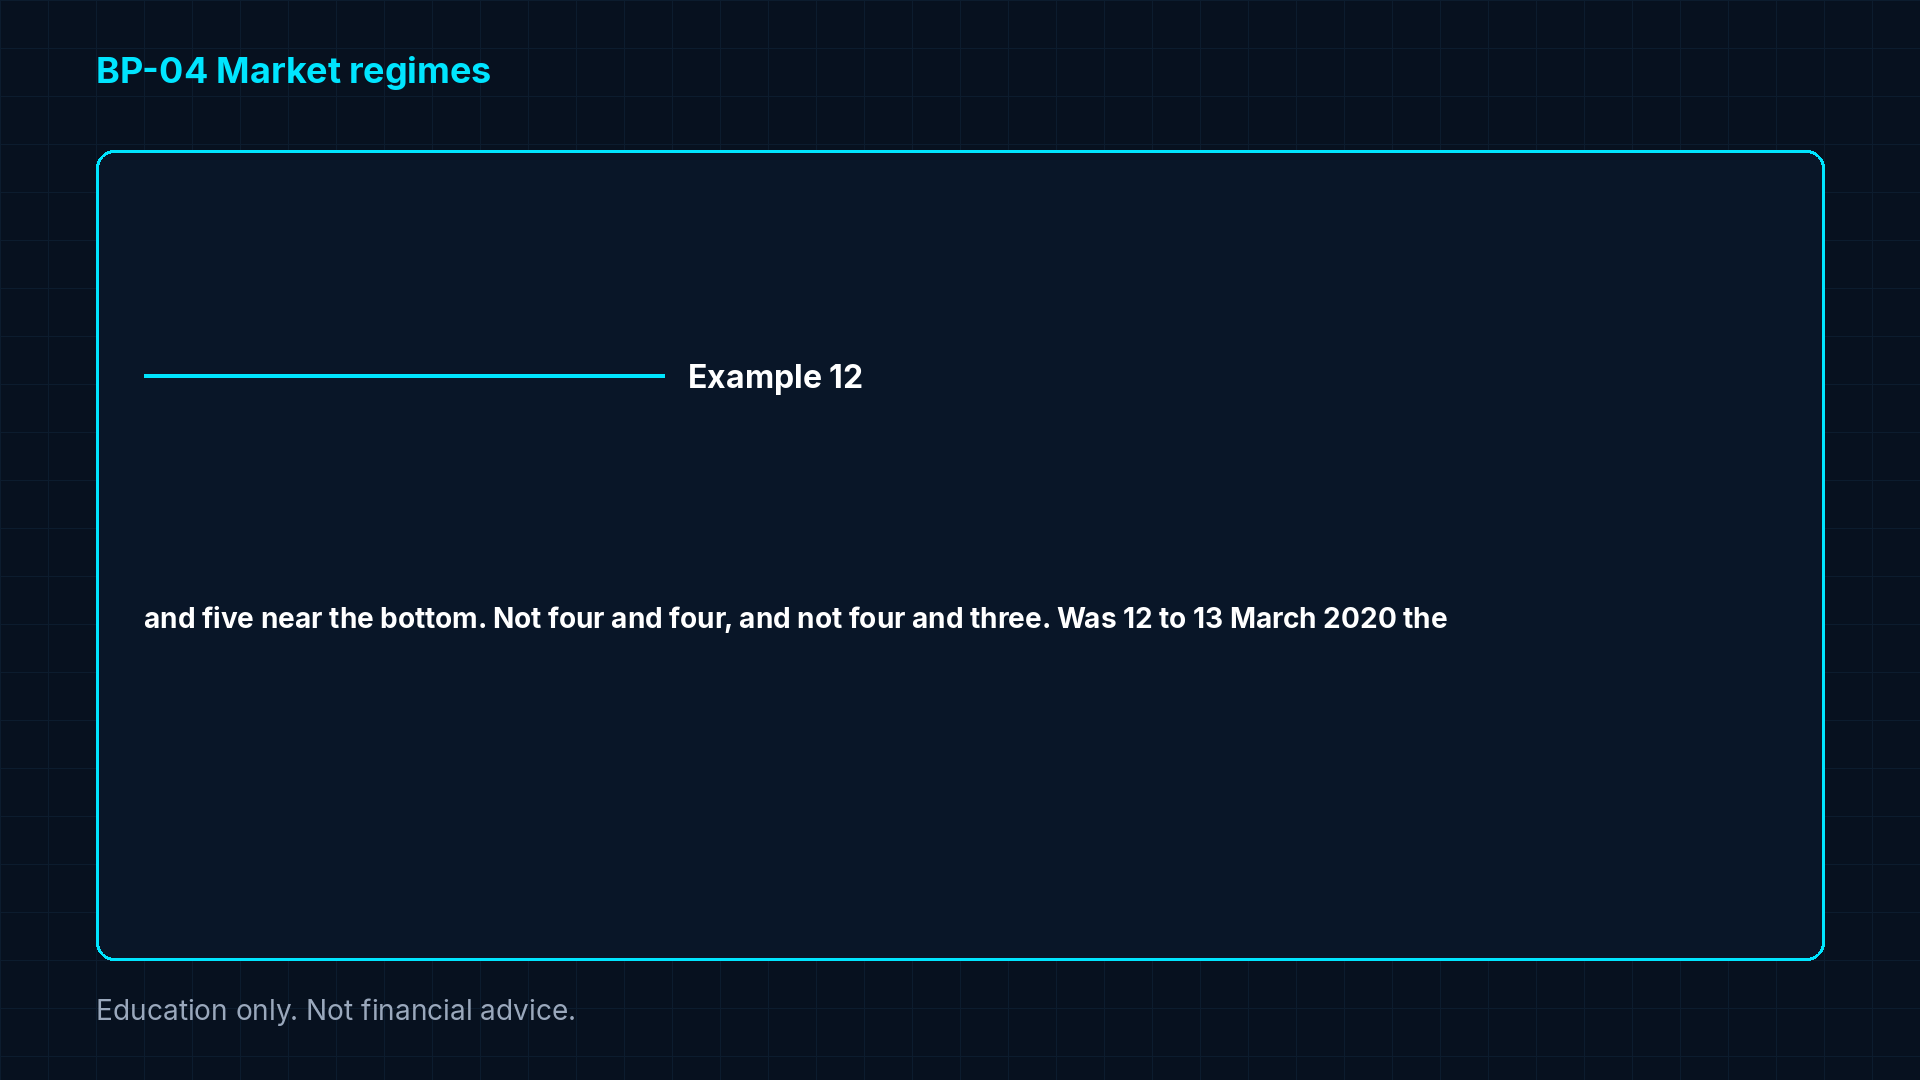 BP-04 Market regimes
Example 12
and five near the bottom. Not four and four, and not four and three. Was 12 to 13 March 2020 the
Education only. Not financial advice.